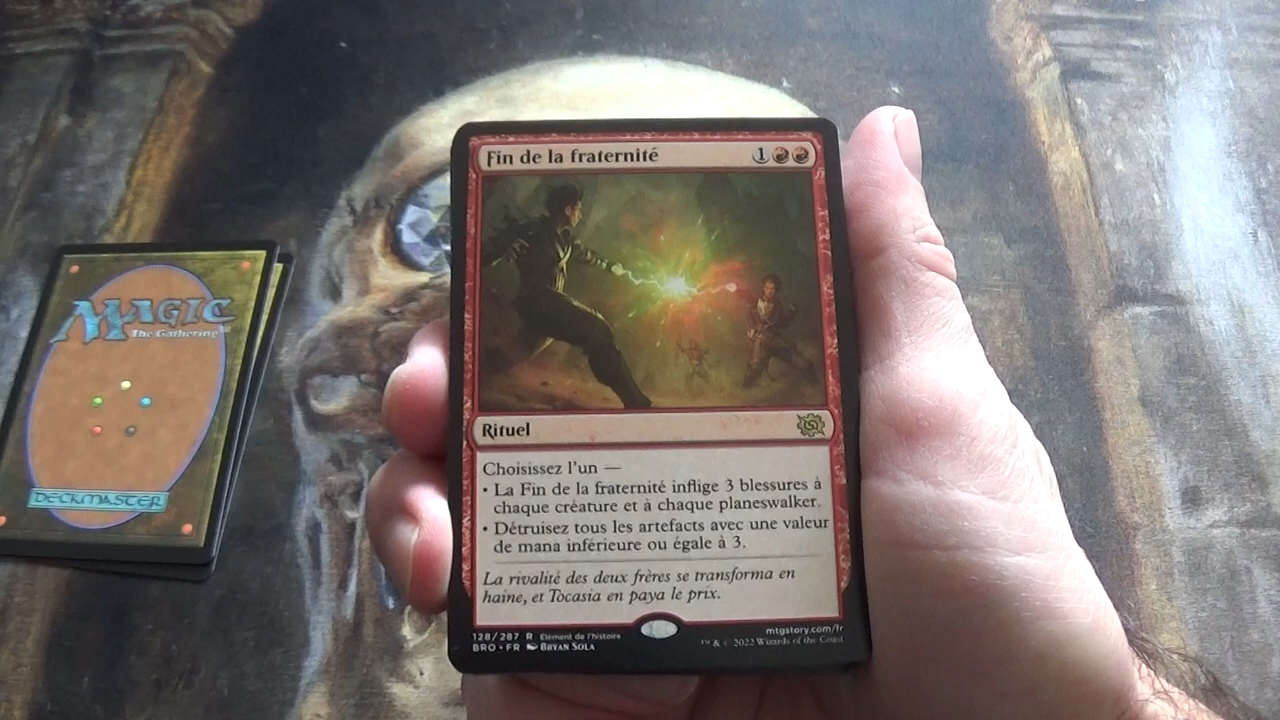 MAGIC
The Gathering
DECKMASTER
Fin de la fraternité 1
Rituel
Choisissez l'un —
• La Fin de la fraternité inflige 3 blessures à
chaque créature et à chaque planeswalker.
• Détruisez tous les artefacts avec une valeur
de mana inférieure ou égale à 3.
La rivalité des deux frères se transforma en
haine, et Tocasia en paya le prix.
128/287 R Élément de l'histoire mtgstory.com/fr
BRO • FR BRYAN SOLA ™ & © 2022 Wizards of the Coast